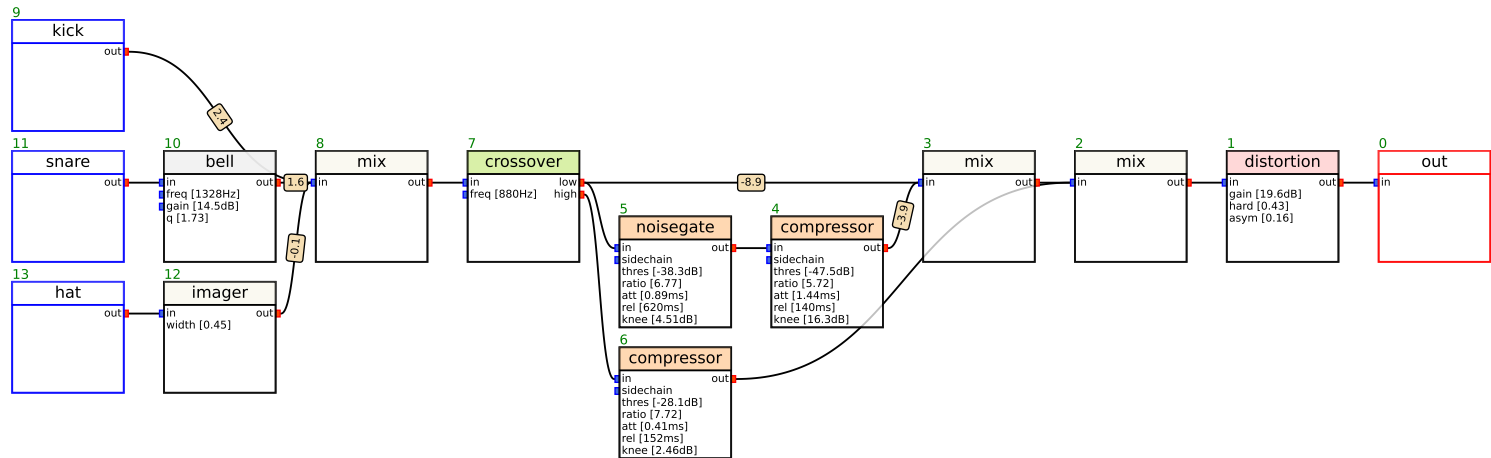 9
kick
out
2.4
11
snare
out
10
bell
in out
freq [1328Hz]
gain [14.5dB]
q [1.73]
1.6
13
hat
out
12
imager
in out
width [0.45]
-0.1
8
mix
in out
7
crossover
in low
freq [880Hz] high
-8.9
5
noisegate
in out
sidechain
thres [-38.3dB]
ratio [6.77]
att [0.89ms]
rel [620ms]
knee [4.51dB]
4
compressor
in out
sidechain
thres [-47.5dB]
ratio [5.72]
att [1.44ms]
rel [140ms]
knee [16.3dB]
-3.9
6
compressor
in out
sidechain
thres [-28.1dB]
ratio [7.72]
att [0.41ms]
rel [152ms]
knee [2.46dB]
3
mix
in out
2
mix
in out
1
distortion
in out
gain [19.6dB]
hard [0.43]
asym [0.16]
0
out
in